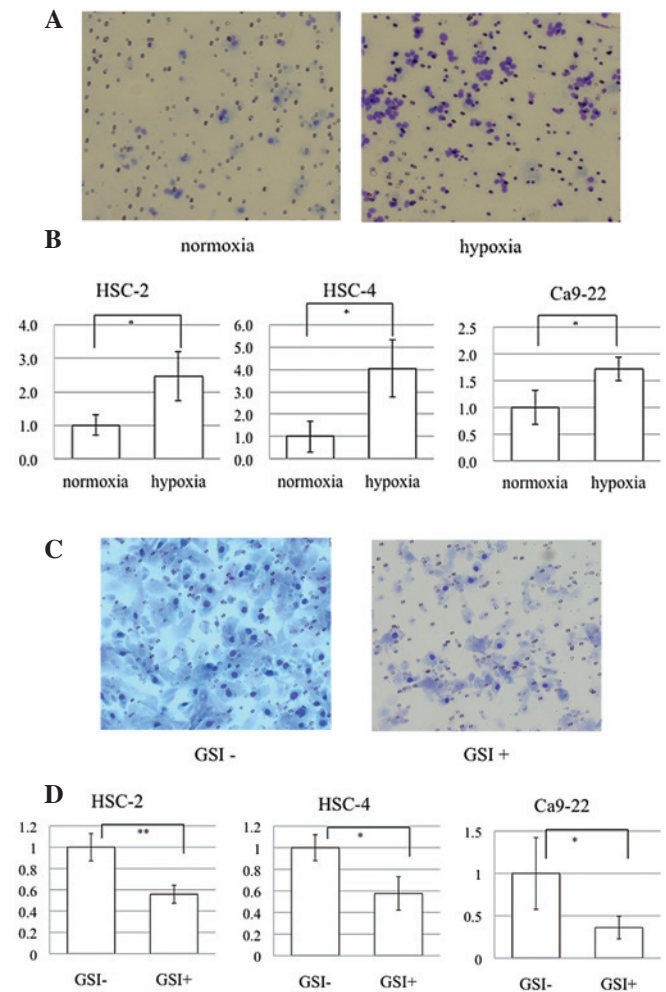 A
normoxia hypoxia
B
HSC-2 HSC-4 Ca9-22
4.0 3.0 2.0 1.0 0.0
*
normoxia hypoxia
6.0 5.0 4.0 3.0 2.0 1.0 0.0
*
normoxia hypoxia
2.5 2.0 1.5 1.0 0.5 0.0
*
normoxia hypoxia
C
GSI - GSI +
D
HSC-2 HSC-4 Ca9-22
1.2 1 0.8 0.6 0.4 0.2 0
**
GSI- GSI+
1.2 1 0.8 0.6 0.4 0.2 0
*
GSI- GSI+
1.5 1 0.5 0
*
GSI- GSI+